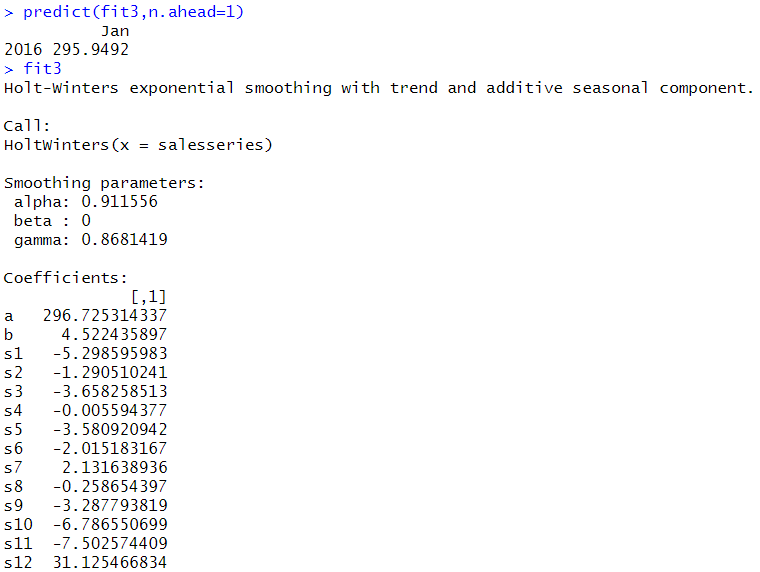 > predict(fit3,n.ahead=1)
Jan
2016 295.9492
> fit3
Holt-Winters exponential smoothing with trend and additive seasonal component.
Call:
HoltWinters(x = salesseries)
Smoothing parameters:
alpha: 0.911556
beta : 0
gamma: 0.8681419
Coefficients:
[,1]
a 296.725314337
b 4.522435897
s1 -5.298595983
s2 -1.290510241
s3 -3.658258513
s4 -0.005594377
s5 -3.580920942
s6 -2.015183167
s7 2.131638936
s8 -0.258654397
s9 -3.287793819
s10 -6.786550699
s11 -7.502574409
s12 31.125466834